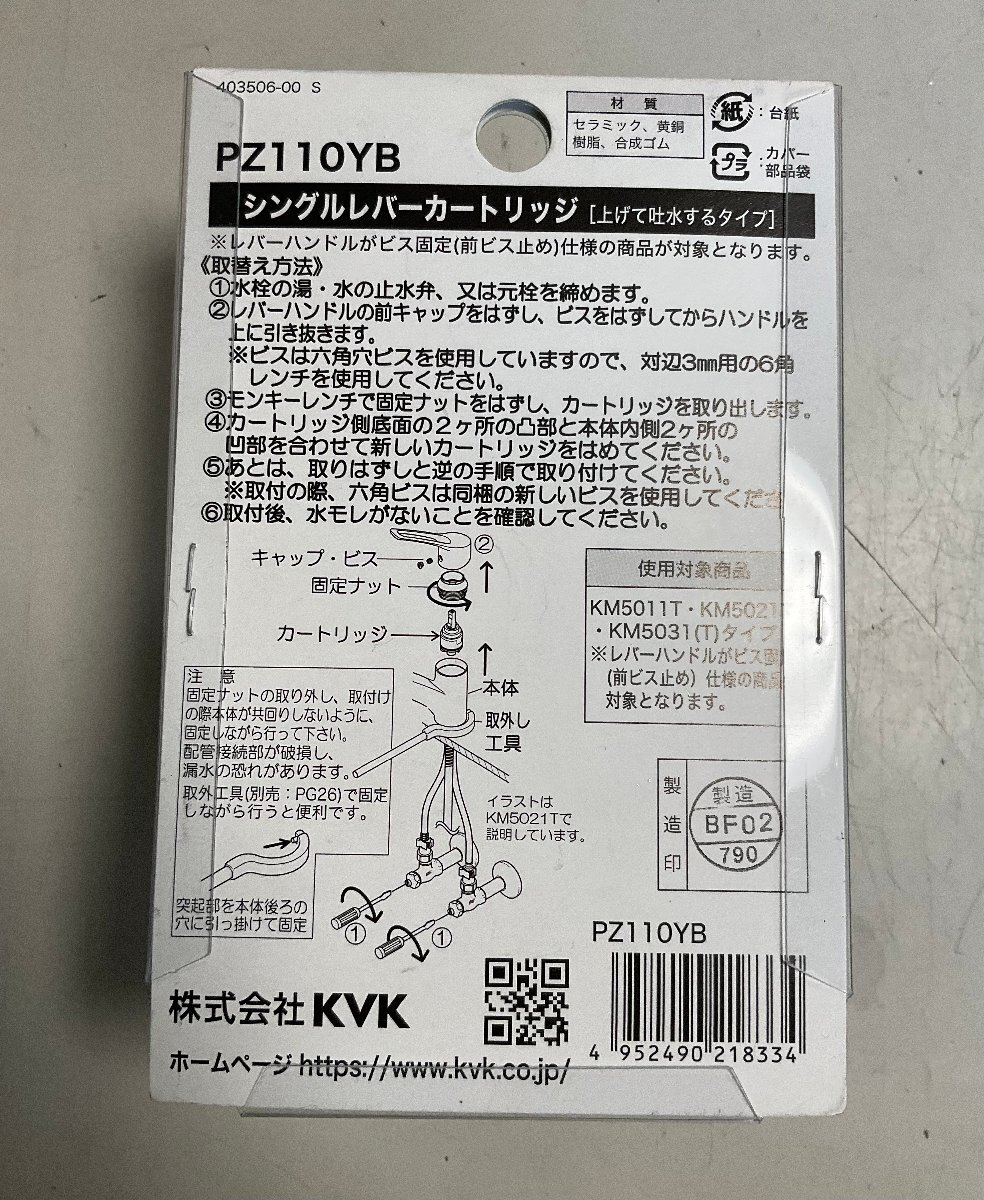 403506-00 S
材 質
セラミック、黄銅
樹脂、合成ゴム
紙 : 台紙
プラ : カバー
部品袋
PZ110YB
シングルレバーカートリッジ [上げて吐水するタイプ]
※レバーハンドルがビス固定(前ビス止め)仕様の商品が対象となります。
《取替え方法》
①水栓の湯・水の止水弁、又は元栓を締めます。
②レバーハンドルの前キャップをはずし、ビスをはずしてからハンドルを
上に引き抜きます。
※ビスは六角穴ビスを使用していますので、対辺3㎜用の6角
レンチを使用してください。
③モンキーレンチで固定ナットをはずし、カートリッジを取り出します。
④カートリッジ側底面の2ヶ所の凸部と本体内側2ヶ所の
凹部を合わせて新しいカートリッジをはめてください。
⑤あとは、取りはずしと逆の手順で取り付けてください。
※取付の際、六角ビスは同梱の新しいビスを使用してくださ
⑥取付後、水モレがないことを確認してください。
キャップ・ビス
②
固定ナット
カートリッジ
本体
取外し
工具
イラストは
KM5021Tで
説明しています。
①
①
使用対象商品
KM5011T・KM5021T
・KM5031(T)タイプ
※レバーハンドルがビス固
(前ビス止め) 仕様の商品
対象となります。
注 意
固定ナットの取り外し、取付け
の際本体が共回りしないように、
固定しながら行って下さい。
配管接続部が破損し、
漏水の恐れがあります。
取外工具(別売：PG26)で固定
しながら行うと便利です。
突起部を本体後ろの
穴に引っ掛けて固定
製造印
製造
BF02
790
PZ110YB
4 952490 218334
株式会社 KVK
ホームページ https://www.kvk.co.jp/